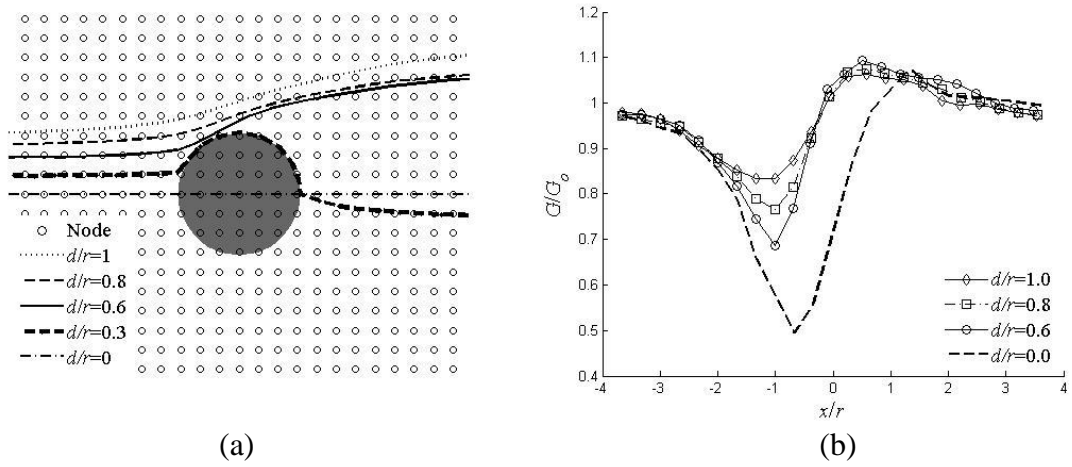 Node
d/r=1
d/r=0.8
d/r=0.6
d/r=0.3
d/r=0
(a)
1.2
1.1
1
0.9
0.8
0.7
0.6
0.5
0.4
G/Go
-4 -3 -2 -1 0 1 2 3 4
x/r
d/r=1.0
d/r=0.8
d/r=0.6
d/r=0.0
(b)